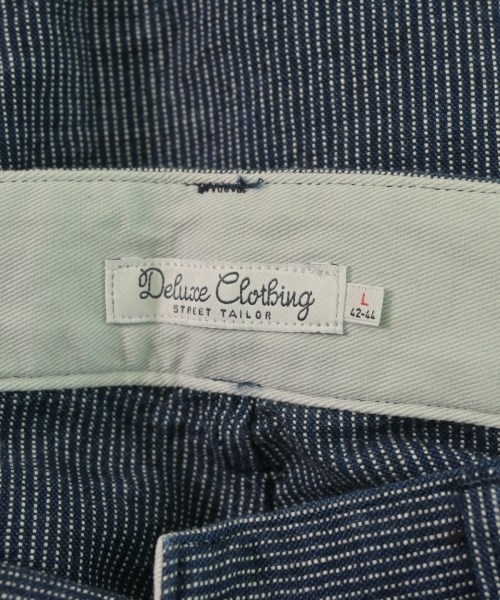 Deluxe Clothing
STREET TAILOR
L
42-44